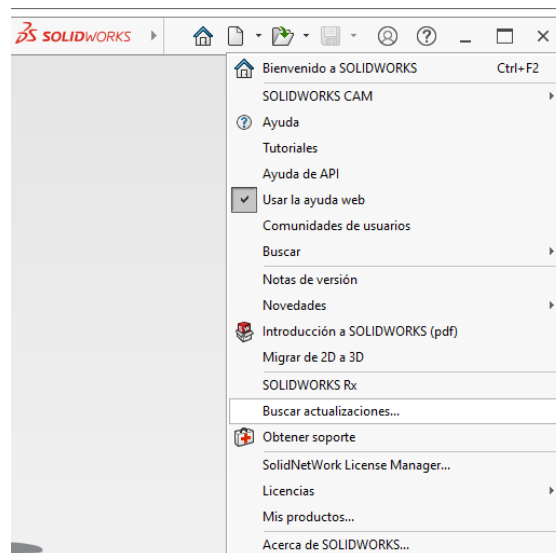 SOLIDWORKS
Bienvenido a SOLIDWORKS Ctrl+F2
SOLIDWORKS CAM
Ayuda
Tutoriales
Ayuda de API
Usar la ayuda web
Comunidades de usuarios
Buscar
Notas de versión
Novedades
Introducción a SOLIDWORKS (pdf)
Migrar de 2D a 3D
SOLIDWORKS Rx
Buscar actualizaciones...
Obtener soporte
SolidNetWork License Manager...
Licencias
Mis productos...
Acerca de SOLIDWORKS...